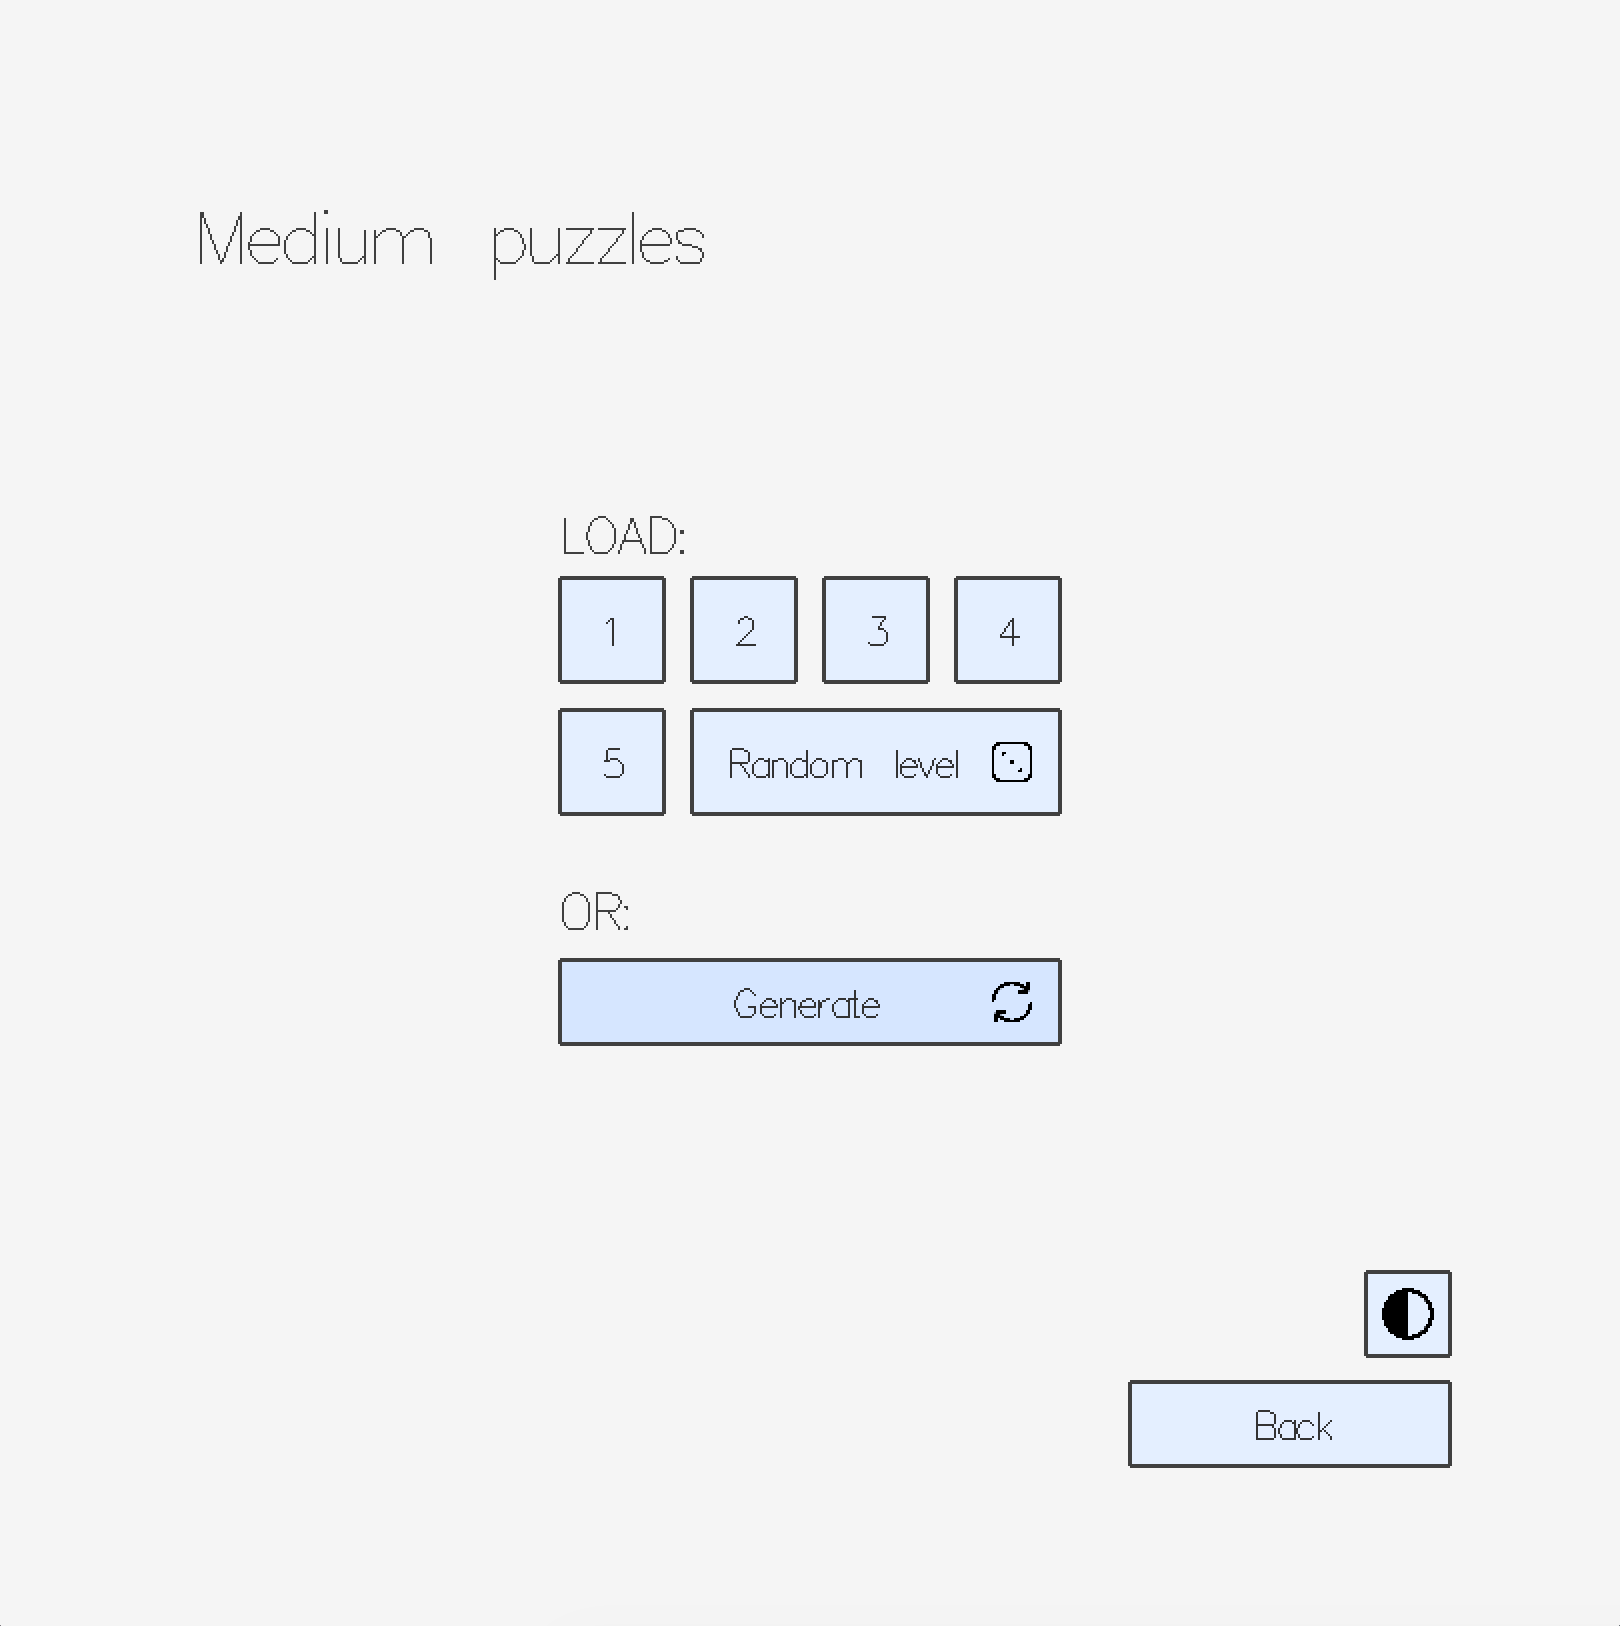 Medium puzzles
LOAD:
1 2 3 4
5 Random level
OR:
Generate
Back